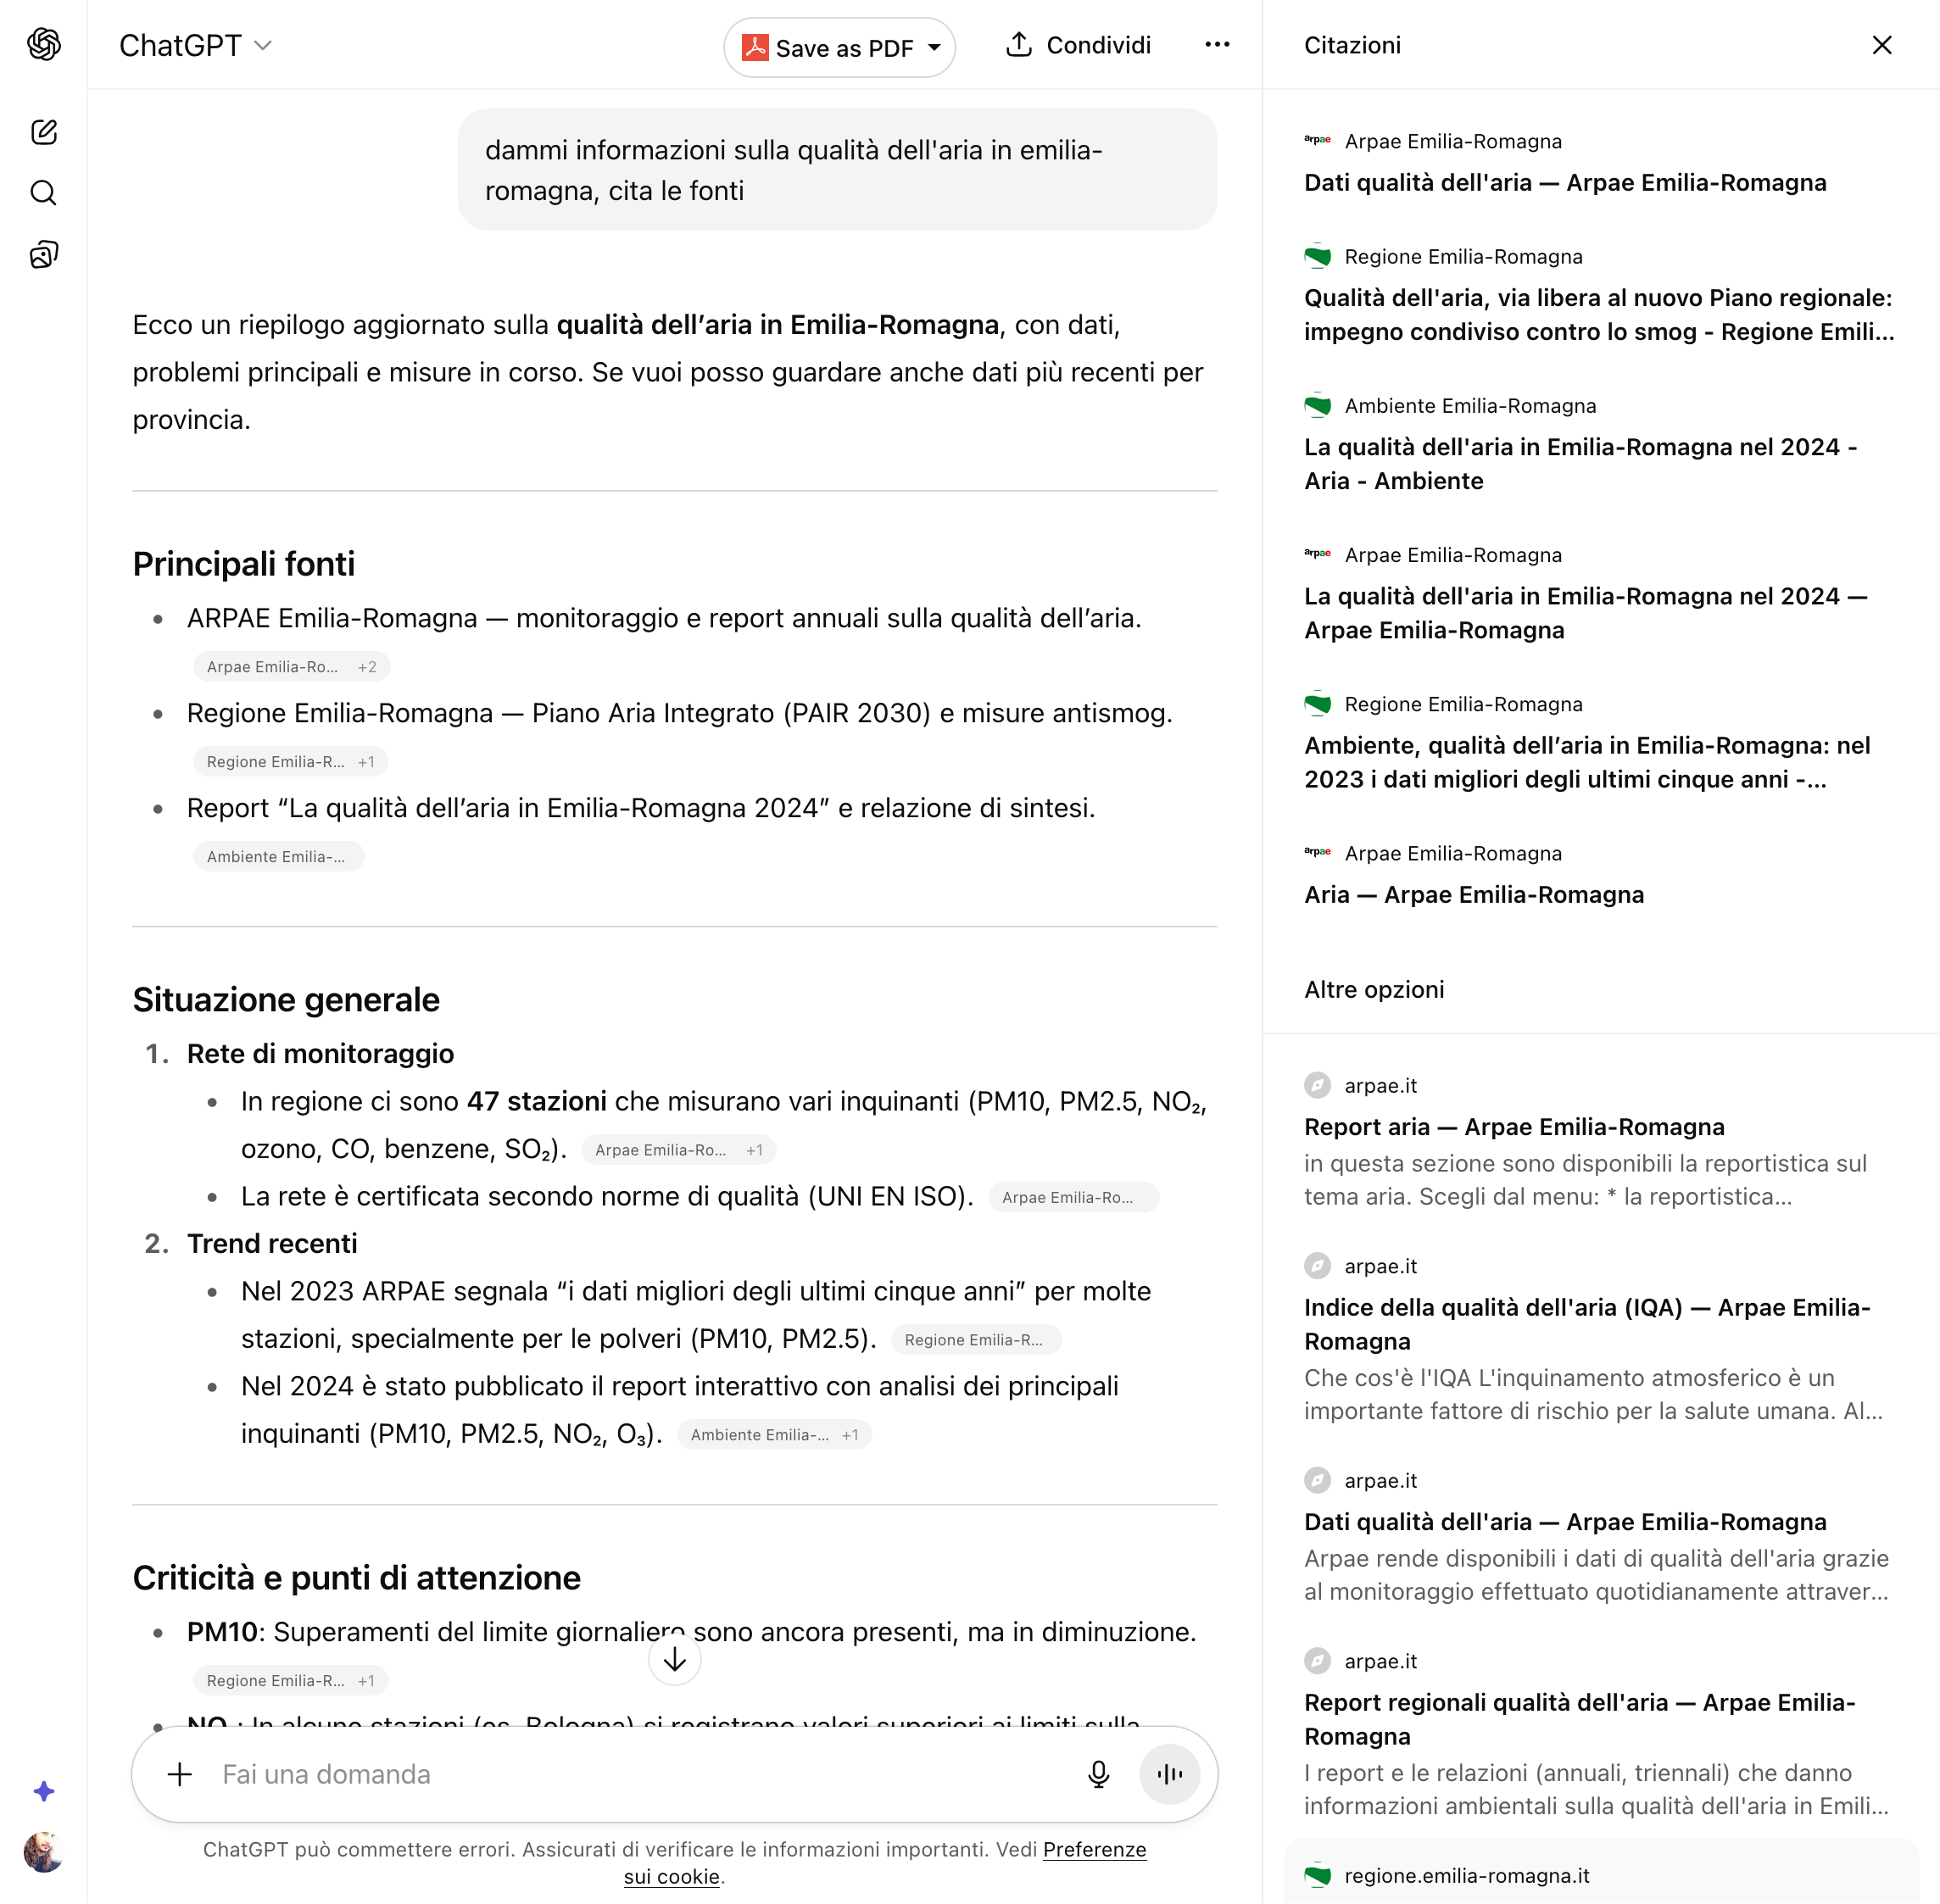 ChatGPT
Save as PDF
Condividi
dammi informazioni sulla qualità dell'aria in emilia-
romagna, cita le fonti
Ecco un riepilogo aggiornato sulla qualità dell’aria in Emilia-Romagna, con dati,
problemi principali e misure in corso. Se vuoi posso guardare anche dati più recenti per
provincia.
Principali fonti
• ARPAE Emilia-Romagna — monitoraggio e report annuali sulla qualità dell’aria.
Arpae Emilia-Ro... +2
• Regione Emilia-Romagna — Piano Aria Integrato (PAIR 2030) e misure antismog.
Regione Emilia-R... +1
• Report “La qualità dell’aria in Emilia-Romagna 2024” e relazione di sintesi.
Ambiente Emilia-...
Situazione generale
1. Rete di monitoraggio
• In regione ci sono 47 stazioni che misurano vari inquinanti (PM10, PM2.5, NO₂,
ozono, CO, benzene, SO₂). Arpae Emilia-Ro... +1
• La rete è certificata secondo norme di qualità (UNI EN ISO). Arpae Emilia-Ro...
2. Trend recenti
• Nel 2023 ARPAE segnala “i dati migliori degli ultimi cinque anni” per molte
stazioni, specialmente per le polveri (PM10, PM2.5). Regione Emilia-R...
• Nel 2024 è stato pubblicato il report interattivo con analisi dei principali
inquinanti (PM10, PM2.5, NO₂, O₃). Ambiente Emilia-... +1
Criticità e punti di attenzione
• PM10: Superamenti del limite giornaliero sono ancora presenti, ma in diminuzione.
Regione Emilia-R... +1
• NO₂: In alcune stazioni (es. Bologna) si registrano valori superiori ai limiti sulla
Fai una domanda
ChatGPT può commettere errori. Assicurati di verificare le informazioni importanti. Vedi Preferenze
sui cookie.
Citazioni
arpae Arpae Emilia-Romagna
Dati qualità dell'aria — Arpae Emilia-Romagna
Regione Emilia-Romagna
Qualità dell'aria, via libera al nuovo Piano regionale:
impegno condiviso contro lo smog - Regione Emili...
Ambiente Emilia-Romagna
La qualità dell'aria in Emilia-Romagna nel 2024 -
Aria - Ambiente
arpae Arpae Emilia-Romagna
La qualità dell'aria in Emilia-Romagna nel 2024 —
Arpae Emilia-Romagna
Regione Emilia-Romagna
Ambiente, qualità dell’aria in Emilia-Romagna: nel
2023 i dati migliori degli ultimi cinque anni -...
arpae Arpae Emilia-Romagna
Aria — Arpae Emilia-Romagna
Altre opzioni
arpae.it
Report aria — Arpae Emilia-Romagna
in questa sezione sono disponibili la reportistica sul
tema aria. Scegli dal menu: * la reportistica...
arpae.it
Indice della qualità dell'aria (IQA) — Arpae Emilia-
Romagna
Che cos'è l'IQA L'inquinamento atmosferico è un
importante fattore di rischio per la salute umana. Al...
arpae.it
Dati qualità dell'aria — Arpae Emilia-Romagna
Arpae rende disponibili i dati di qualità dell'aria grazie
al monitoraggio effettuato quotidianamente attraver...
arpae.it
Report regionali qualità dell'aria — Arpae Emilia-
Romagna
I report e le relazioni (annuali, triennali) che danno
informazioni ambientali sulla qualità dell'aria in Emili...
regione.emilia-romagna.it